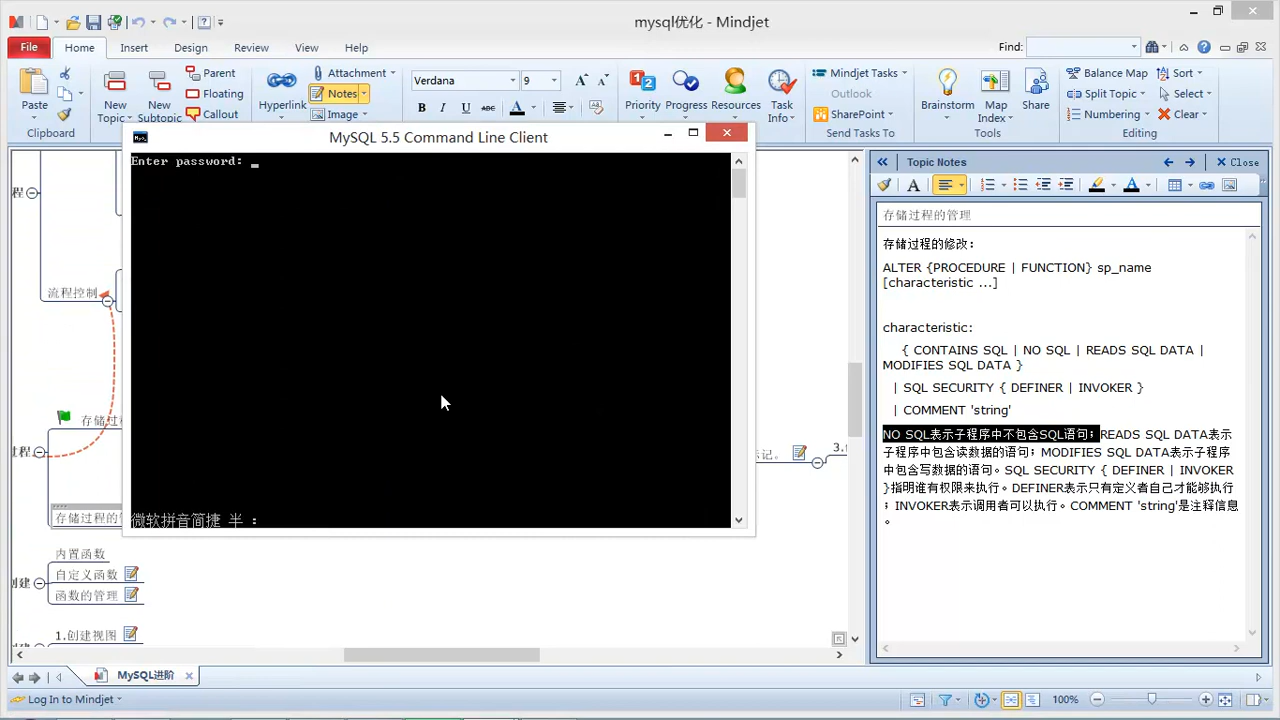 mysql优化 - Mindjet
File
Home
Insert
Design
Review
View
Help
Find:
Paste
Clipboard
New Topic
New Subtopic
Parent
Floating
Callout
Hyperlink
Attachment
Notes
Image
Verdana
9
B
I
U
Priority
Progress
Resources
Task Info
Mindjet Tasks
Outlook
SharePoint
Send Tasks To
Brainstorm
Map Index
Share
Tools
Balance Map
Split Topic
Numbering
Sort
Select
Clear
Editing
MySQL 5.5 Command Line Client
Enter password:
微软拼音简捷 半 :
程
流程控制
存储过程
过程
存储过程的管
内置函数
自定义函数
函数的管理
创建
1.创建视图
标记。
3.
Topic Notes
Close
存储过程的管理
存储过程的修改：
ALTER {PROCEDURE | FUNCTION} sp_name
[characteristic ...]
characteristic:
{ CONTAINS SQL | NO SQL | READS SQL DATA |
MODIFIES SQL DATA }
| SQL SECURITY { DEFINER | INVOKER }
| COMMENT 'string'
NO SQL表示子程序中不包含SQL语句；READS SQL DATA表示
子程序中包含读数据的语句；MODIFIES SQL DATA表示子程序
中包含写数据的语句。SQL SECURITY { DEFINER | INVOKER
}指明谁有权限来执行。DEFINER表示只有定义者自己才能够执行
；INVOKER表示调用者可以执行。COMMENT 'string'是注释信息
。
MySQL进阶
Log In to Mindjet
100%